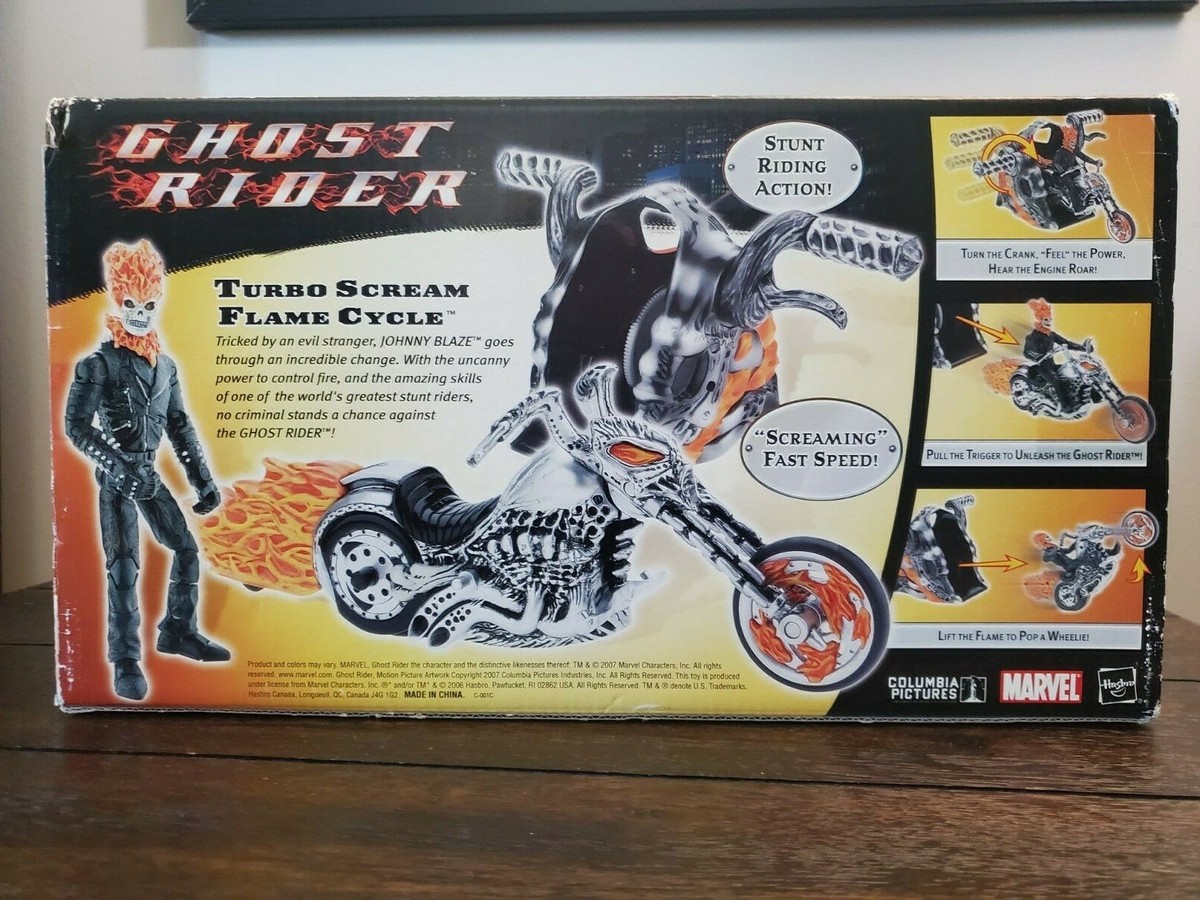 GHOST
RIDER™
TURBO SCREAM
FLAME CYCLE™
Tricked by an evil stranger, JOHNNY BLAZE™ goes
through an incredible change. With the uncanny
power to control fire, and the amazing skills
of one of the world's greatest stunt riders,
no criminal stands a chance against
the GHOST RIDER™!
STUNT
RIDING
ACTION!
"SCREAMING"
FAST SPEED!
TURN THE CRANK, "FEEL" THE POWER,
HEAR THE ENGINE ROAR!
PULL THE TRIGGER TO UNLEASH THE GHOST RIDER™!
LIFT THE FLAME TO POP A WHEELIE!
Product and colors may vary. MARVEL, Ghost Rider the character and the distinctive likenesses thereof: TM & © 2007 Marvel Characters, Inc. All rights
reserved. www.marvel.com. Ghost Rider, Motion Picture Artwork Copyright 2007 Columbia Pictures Industries, Inc. All Rights Reserved. This toy is produced
under license from Marvel Characters, Inc. ®* and/or TM* & © 2006 Hasbro, Pawtucket, RI 02862 USA. All Rights Reserved. TM & ® denote U.S. Trademarks.
Hasbro Canada, Longueuil, QC, Canada J4G 1G2. MADE IN CHINA. C-001C
COLUMBIA
PICTURES
MARVEL
Hasbro